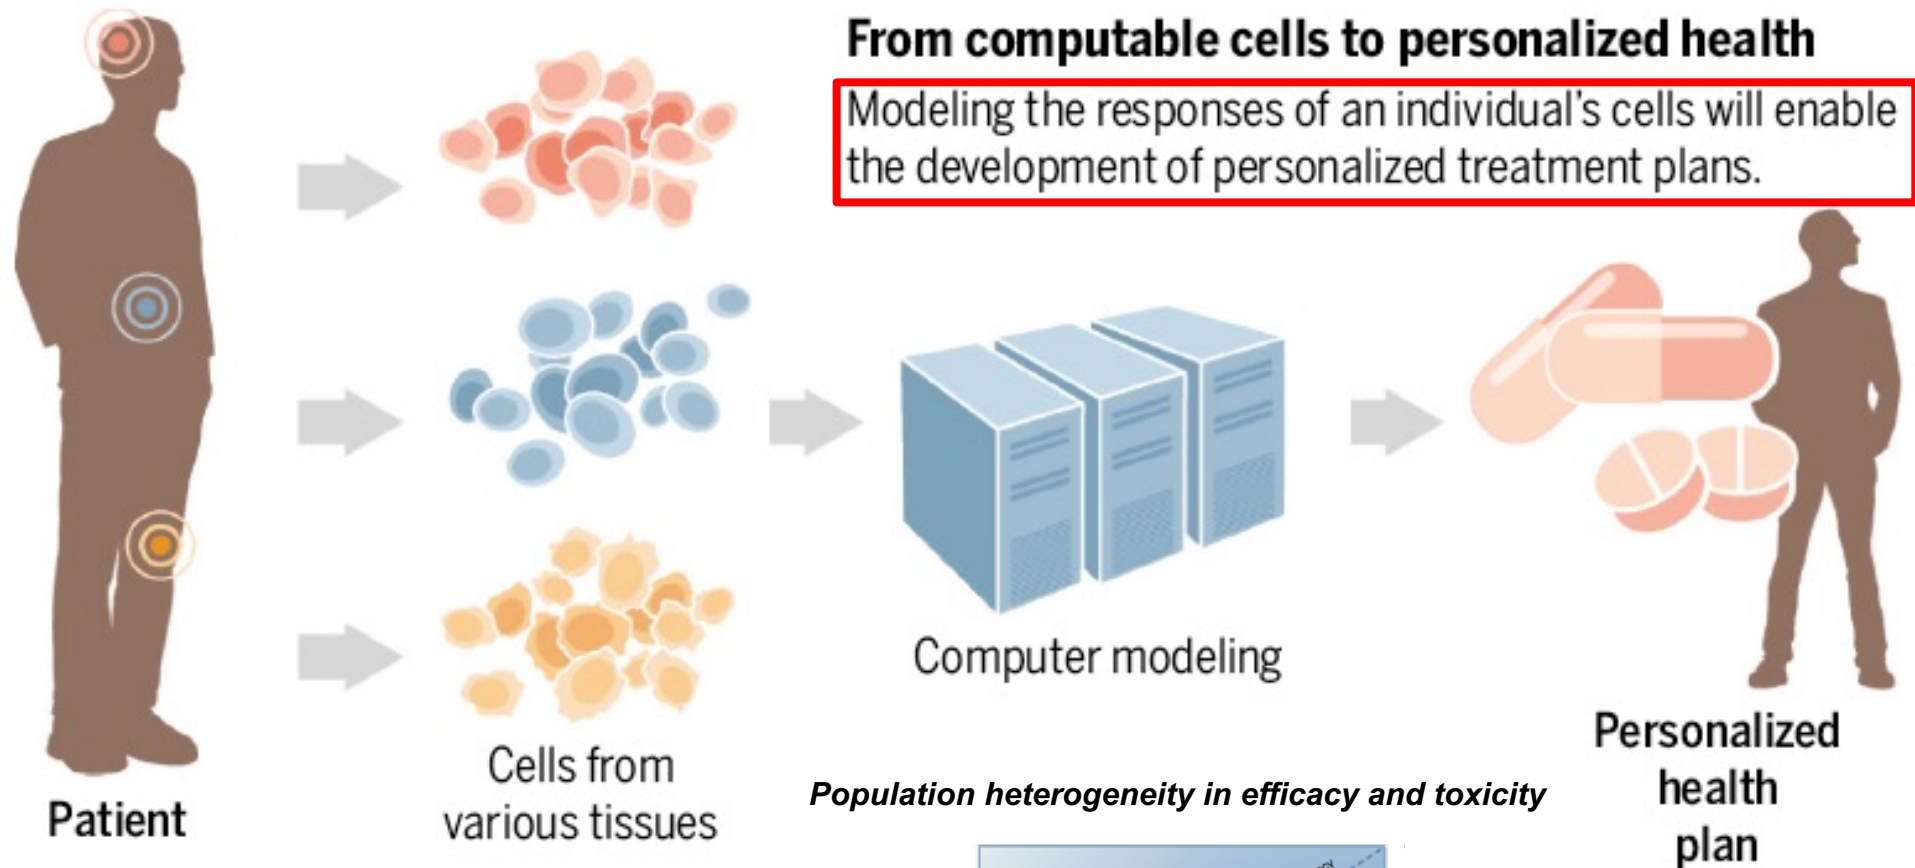 From computable cells to personalized health
Modeling the responses of an individual’s cells will enable
the development of personalized treatment plans.
Computer modeling
Cells from
various tissues
Patient
Population heterogeneity in efficacy and toxicity
Personalized
health
plan